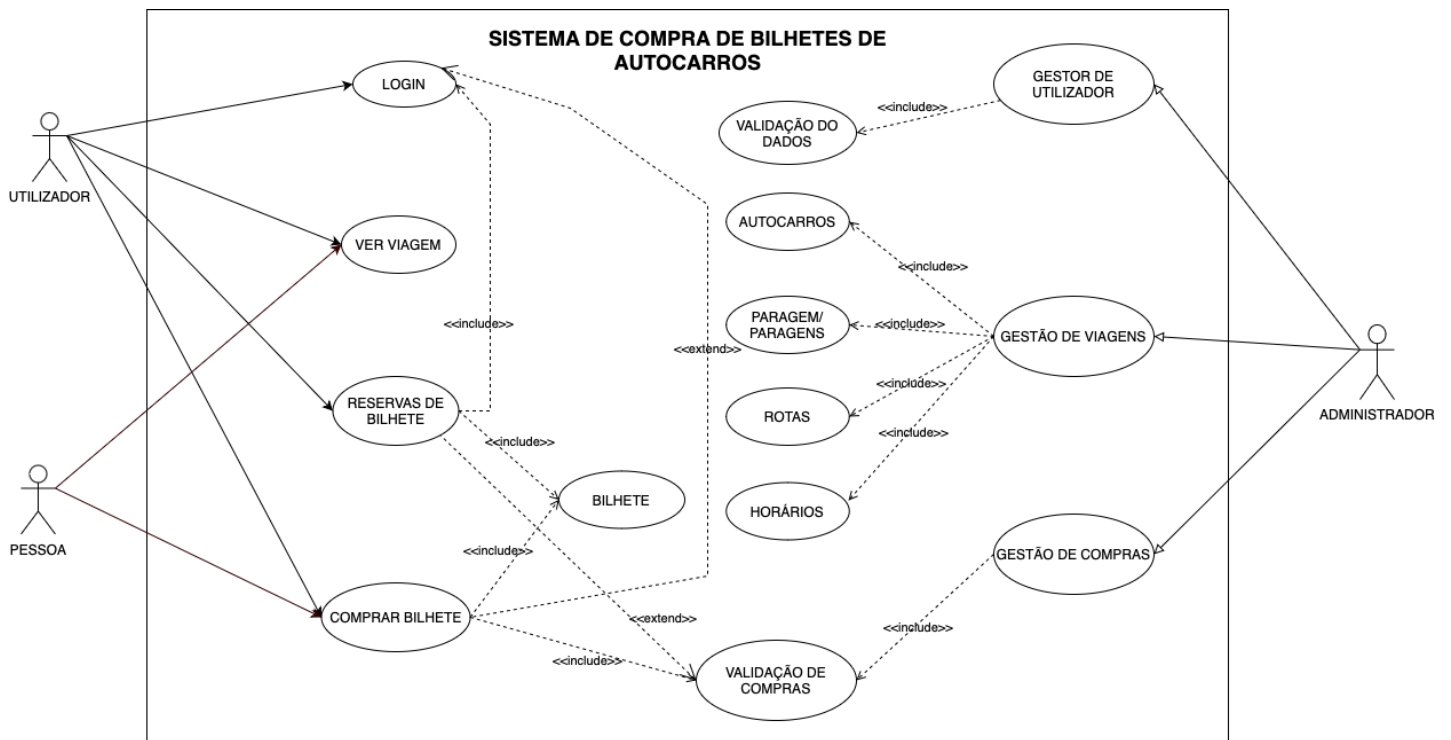 SISTEMA DE COMPRA DE BILHETES DE
AUTOCARROS
LOGIN
GESTOR DE
UTILIZADOR
<<include>>
VALIDAÇÃO DO
DADOS
UTILIZADOR
AUTOCARROS
VER VIAGEM
<<include>>
<<include>>
PARAGEM/
PARAGENS
<<include>>
GESTÃO DE VIAGENS
<<extend>>
<<include>>
RESERVAS DE
BILHETE
ROTAS
ADMINISTRADOR
<<include>>
<<include>>
BILHETE
HORÁRIOS
PESSOA
<<include>>
GESTÃO DE COMPRAS
COMPRAR BILHETE
<<extend>>
<<include>>
<<include>>
VALIDAÇÃO DE
COMPRAS